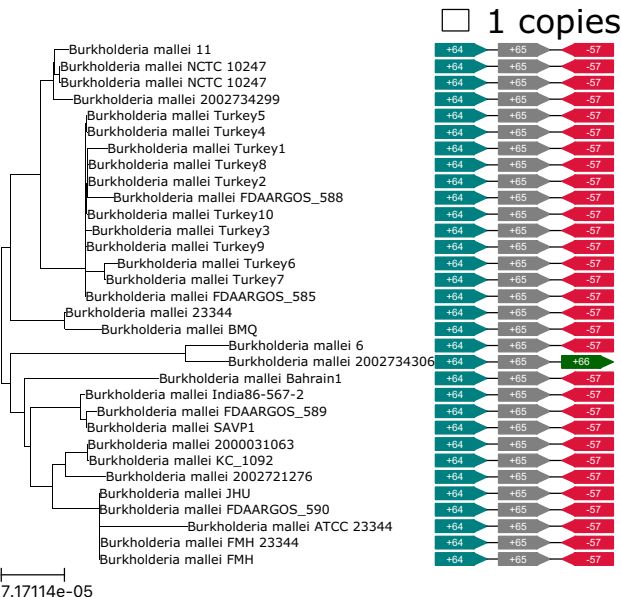 1 copies
Burkholderia mallei 11 +64 +65 -57
Burkholderia mallei NCTC 10247 +64 +65 -57
Burkholderia mallei NCTC 10247 +64 +65 -57
Burkholderia mallei 2002734299 +64 +65 -57
Burkholderia mallei Turkey5 +64 +65 -57
Burkholderia mallei Turkey4 +64 +65 -57
Burkholderia mallei Turkey1 +64 +65 -57
Burkholderia mallei Turkey8 +64 +65 -57
Burkholderia mallei Turkey2 +64 +65 -57
Burkholderia mallei FDAARGOS_588 +64 +65 -57
Burkholderia mallei Turkey10 +64 +65 -57
Burkholderia mallei Turkey3 +64 +65 -57
Burkholderia mallei Turkey9 +64 +65 -57
Burkholderia mallei Turkey6 +64 +65 -57
Burkholderia mallei Turkey7 +64 +65 -57
Burkholderia mallei FDAARGOS_585 +64 +65 -57
Burkholderia mallei 23344 +64 +65 -57
Burkholderia mallei BMQ +64 +65 -57
Burkholderia mallei 6 +64 +65 -57
Burkholderia mallei 2002734306 +64 +65 +66
Burkholderia mallei Bahrain1 +64 +65 -57
Burkholderia mallei India86-567-2 +64 +65 -57
Burkholderia mallei FDAARGOS_589 +64 +65 -57
Burkholderia mallei SAVP1 +64 +65 -57
Burkholderia mallei 2000031063 +64 +65 -57
Burkholderia mallei KC_1092 +64 +65 -57
Burkholderia mallei 2002721276 +64 +65 -57
Burkholderia mallei JHU +64 +65 -57
Burkholderia mallei FDAARGOS_590 +64 +65 -57
Burkholderia mallei ATCC 23344 +64 +65 -57
Burkholderia mallei FMH 23344 +64 +65 -57
Burkholderia mallei FMH +64 +65 -57
7.17114e-05